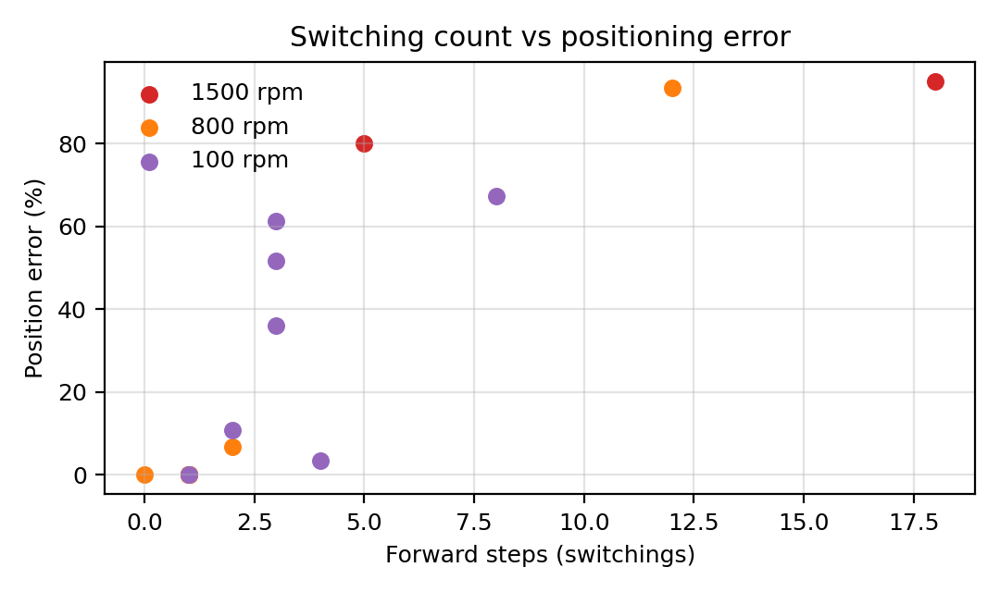 Switching count vs positioning error
1500 rpm
800 rpm
100 rpm
Position error (%)
80
60
40
20
0
0.0 2.5 5.0 7.5 10.0 12.5 15.0 17.5
Forward steps (switchings)